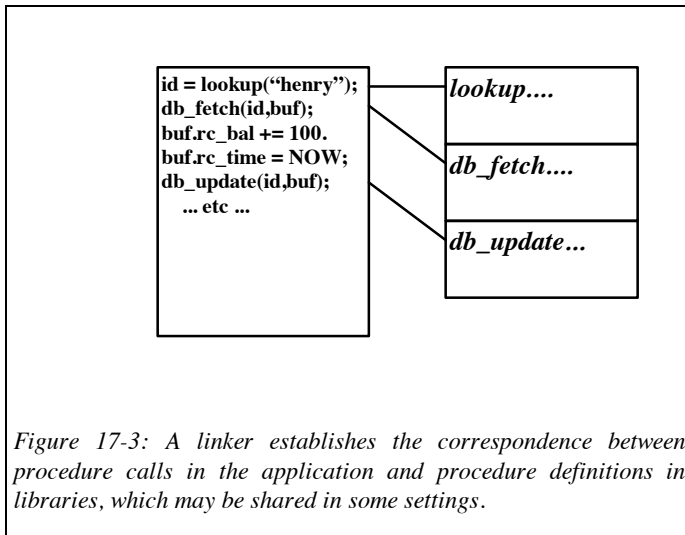 id = lookup(“henry”);
db_fetch(id,buf);
buf.rc_bal += 100.
buf.rc_time = NOW;
db_update(id,buf);
... etc ...
lookup....
db_fetch....
db_update...
Figure 17-3: A linker establishes the correspondence between
procedure calls in the application and procedure definitions in
libraries, which may be shared in some settings.